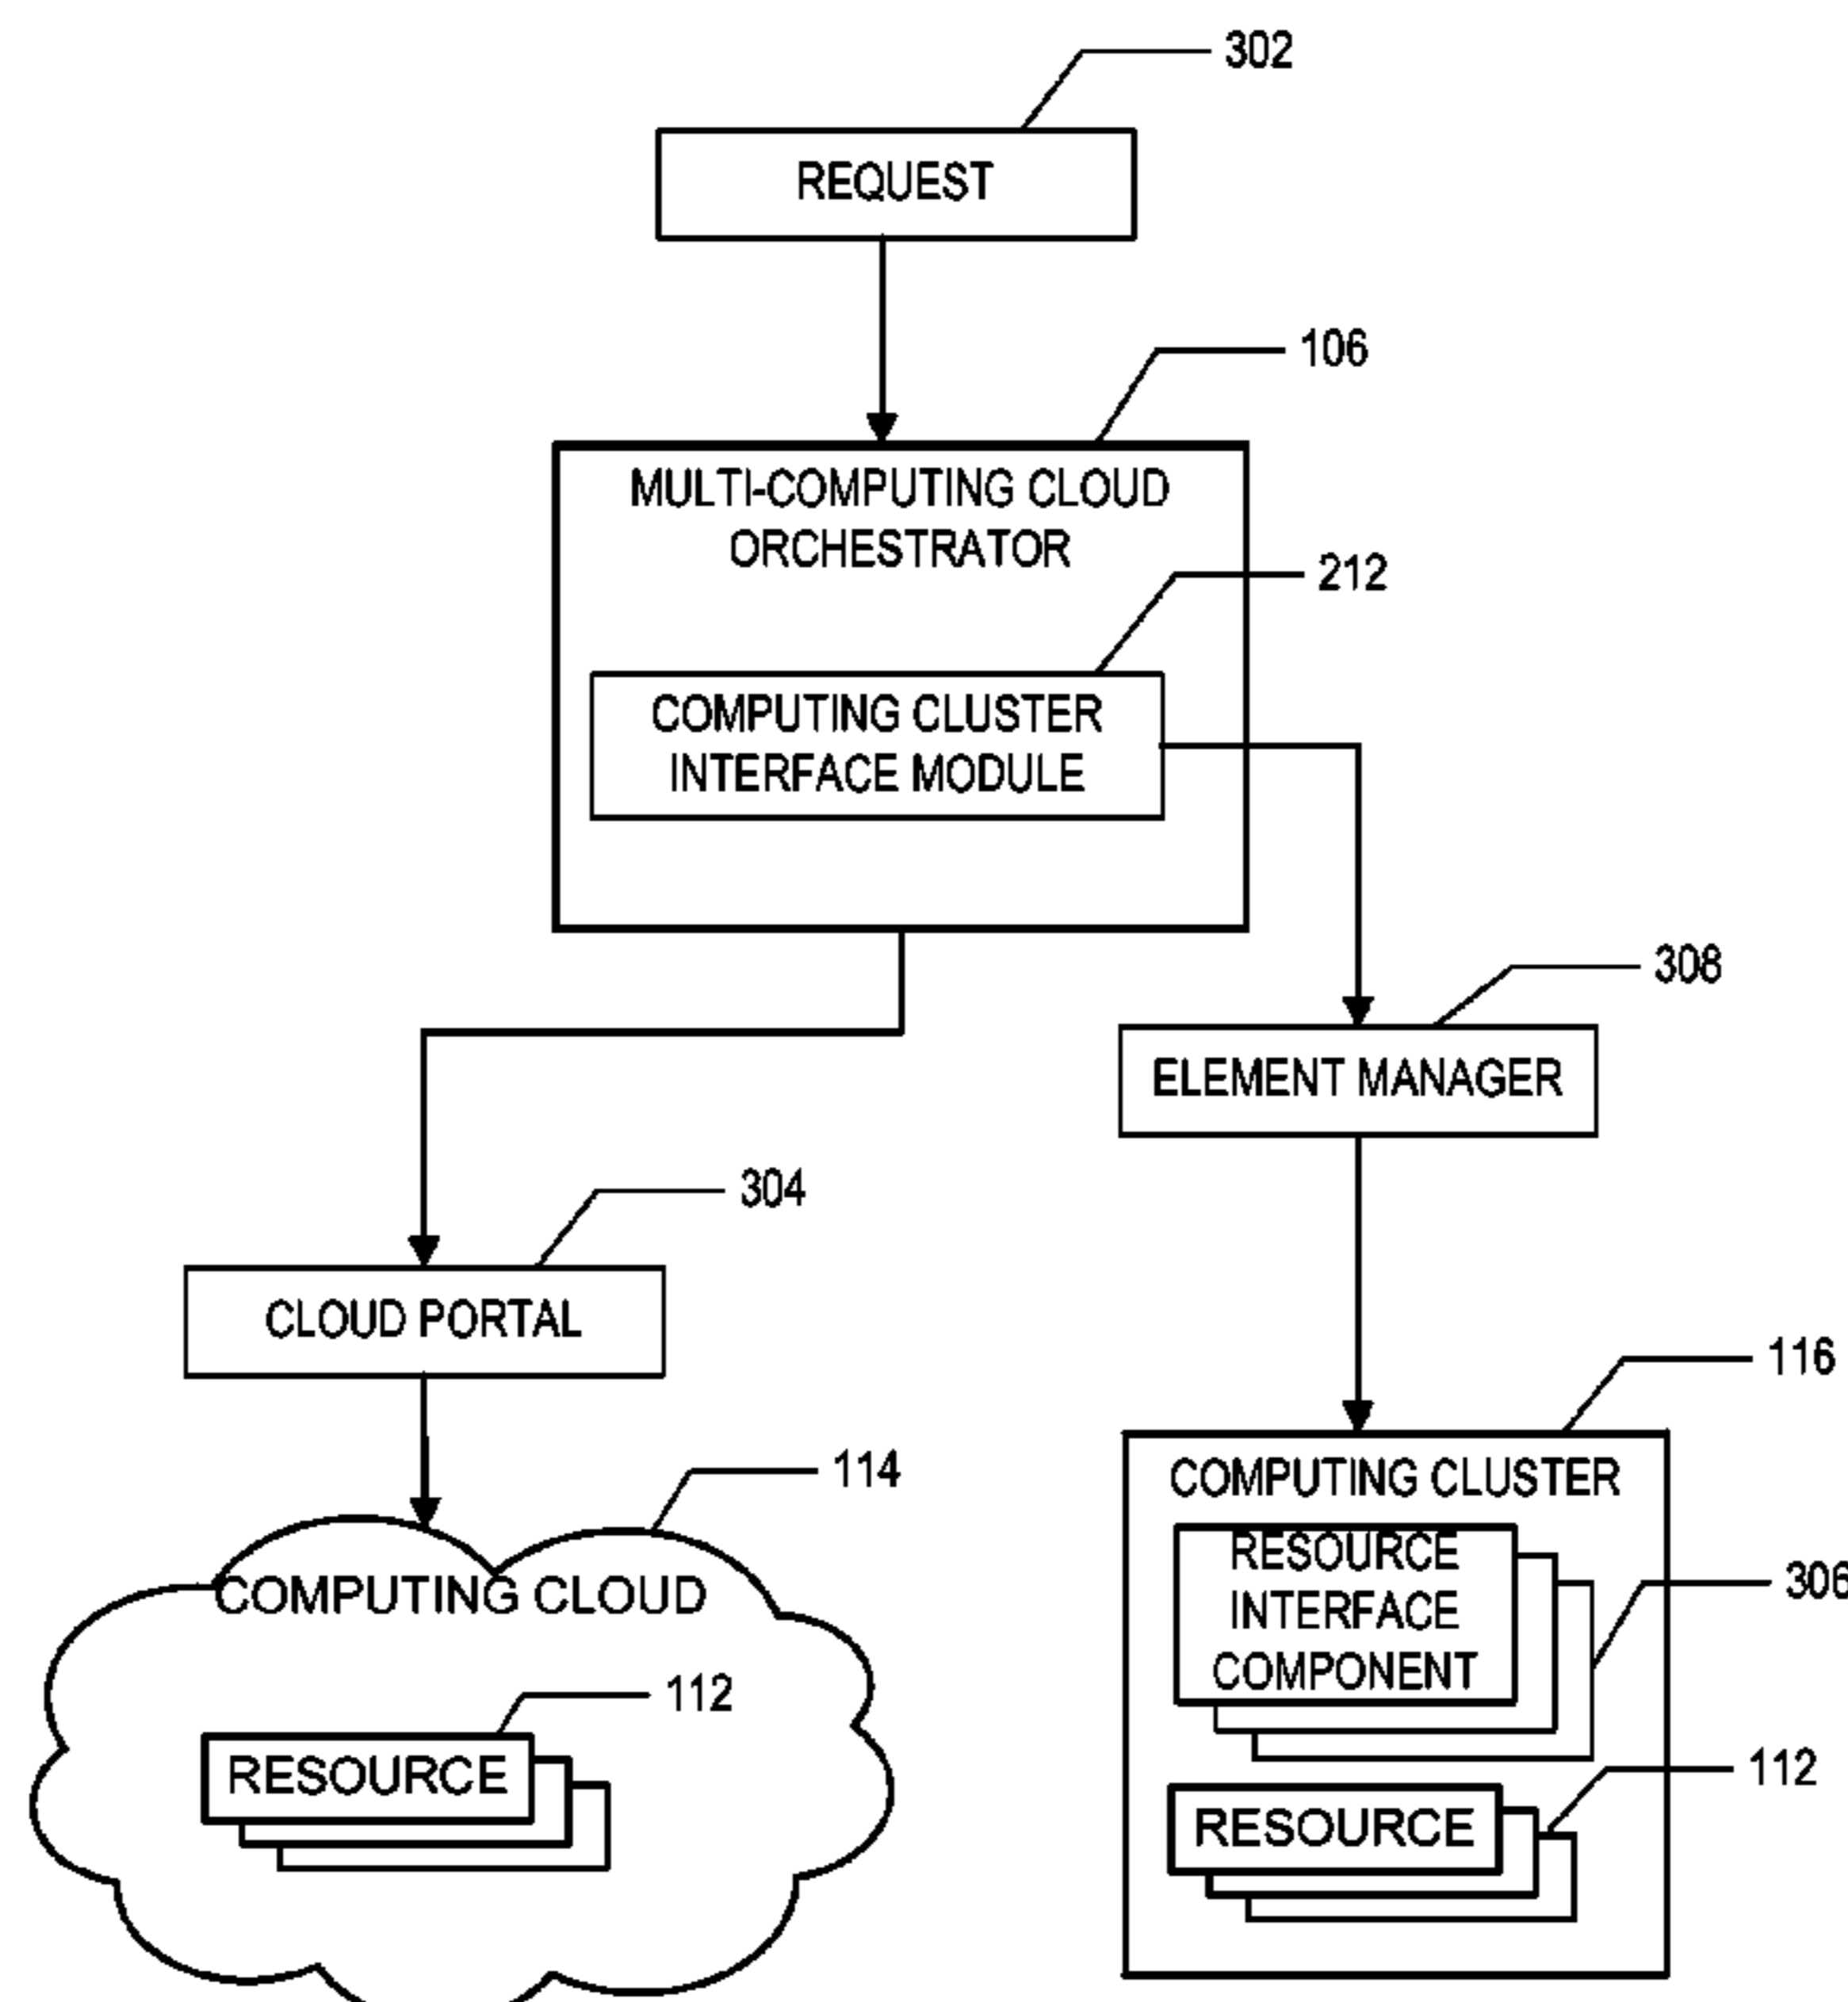 302
REQUEST
106
MULTI-COMPUTING CLOUD
ORCHESTRATOR
212
COMPUTING CLUSTER
INTERFACE MODULE
308
ELEMENT MANAGER
304
CLOUD PORTAL
116
COMPUTING CLUSTER
114
RESOURCE
INTERFACE
COMPONENT
306
COMPUTING CLOUD
112
RESOURCE
112
RESOURCE